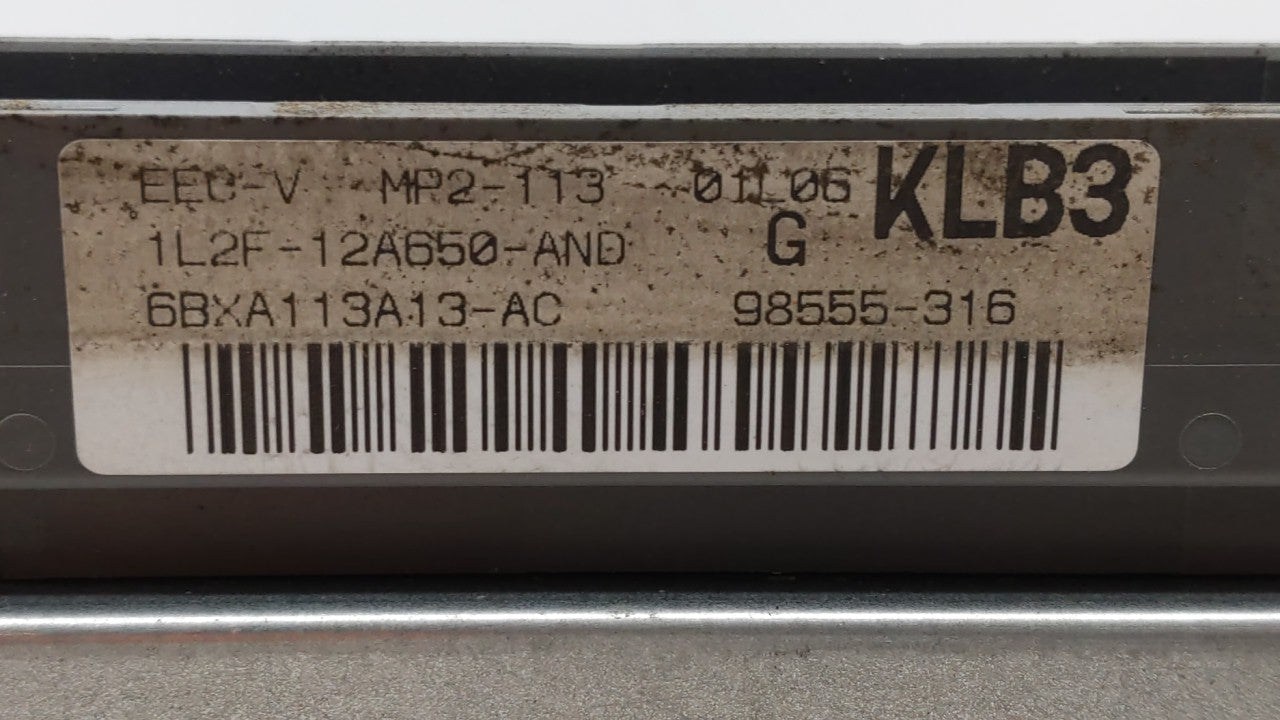 EEC-V MP2-113 01L06 KLB3
1L2F-12A650-AND G
6BXA113A13-AC 98555-316